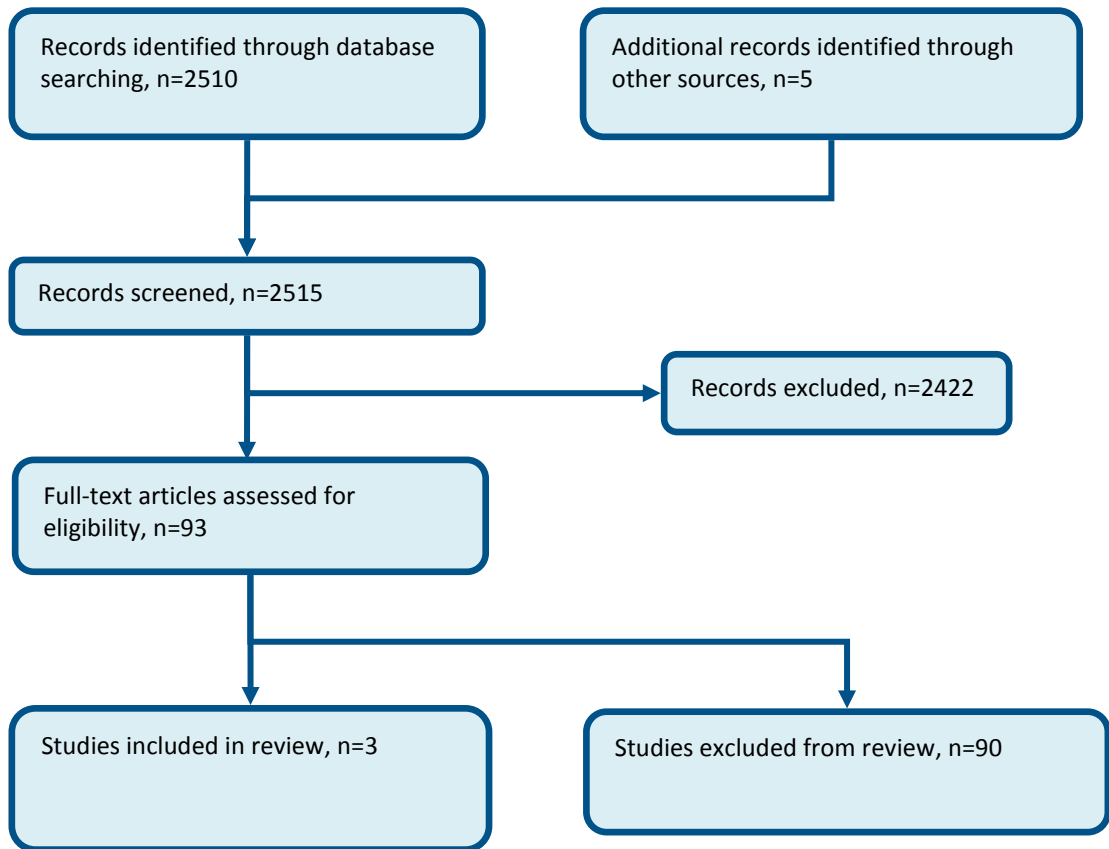 Records identified through database
searching, n=2510
Additional records identified through
other sources, n=5
Records screened, n=2515
Records excluded, n=2422
Full-text articles assessed for
eligibility, n=93
Studies included in review, n=3
Studies excluded from review, n=90